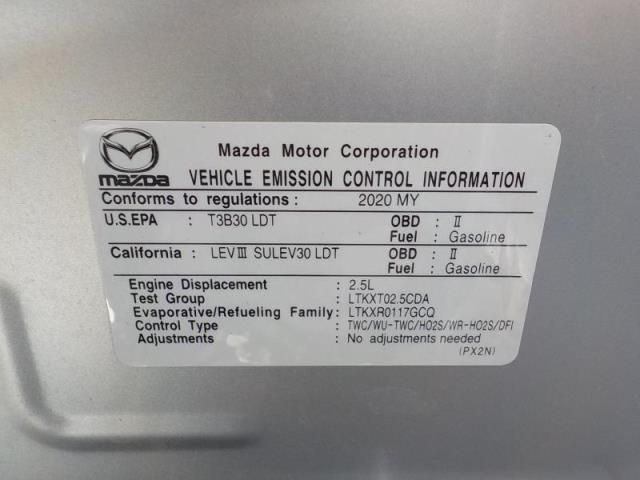 Mazda Motor Corporation
mazda VEHICLE EMISSION CONTROL INFORMATION
Conforms to regulations : 2020 MY
U.S.EPA : T3B30 LDT OBD : II
Fuel : Gasoline
California : LEVIII SULEV30 LDT OBD : II
Fuel : Gasoline
Engine Displacement : 2.5L
Test Group : LTKXT02.5CDA
Evaporative/Refueling Family: LTKXR0117GCQ
Control Type : TWC/WU-TWC/HO2S/WR-HO2S/DFI
Adjustments : No adjustments needed
(PX2N)